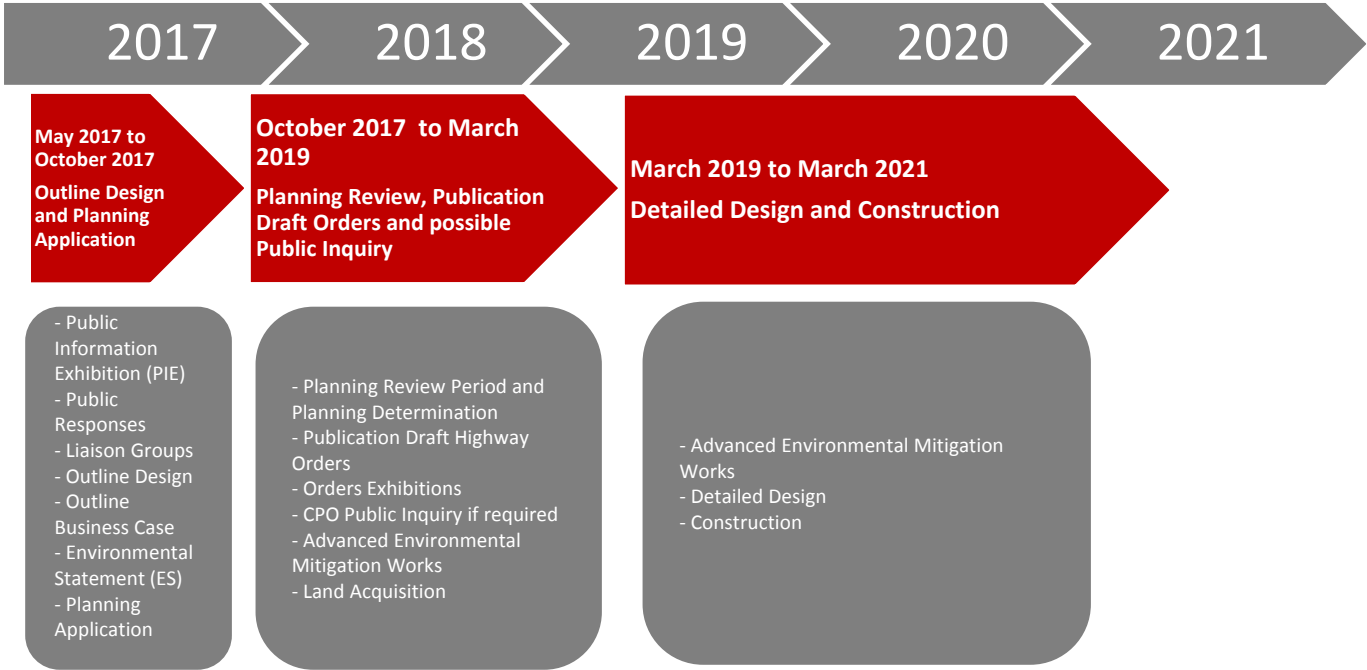 2017
2018
2019
2020
2021
May 2017 to
October 2017
Outline Design
and Planning
Application
October 2017 to March
2019
Planning Review, Publication
Draft Orders and possible
Public Inquiry
March 2019 to March 2021
Detailed Design and Construction
- Public
Information
Exhibition (PIE)
- Public
Responses
- Liaison Groups
- Outline Design
- Outline
Business Case
- Environmental
Statement (ES)
- Planning
Application
- Planning Review Period and
Planning Determination
- Publication Draft Highway
Orders
- Orders Exhibitions
- CPO Public Inquiry if required
- Advanced Environmental
Mitigation Works
- Land Acquisition
- Advanced Environmental Mitigation
Works
- Detailed Design
- Construction